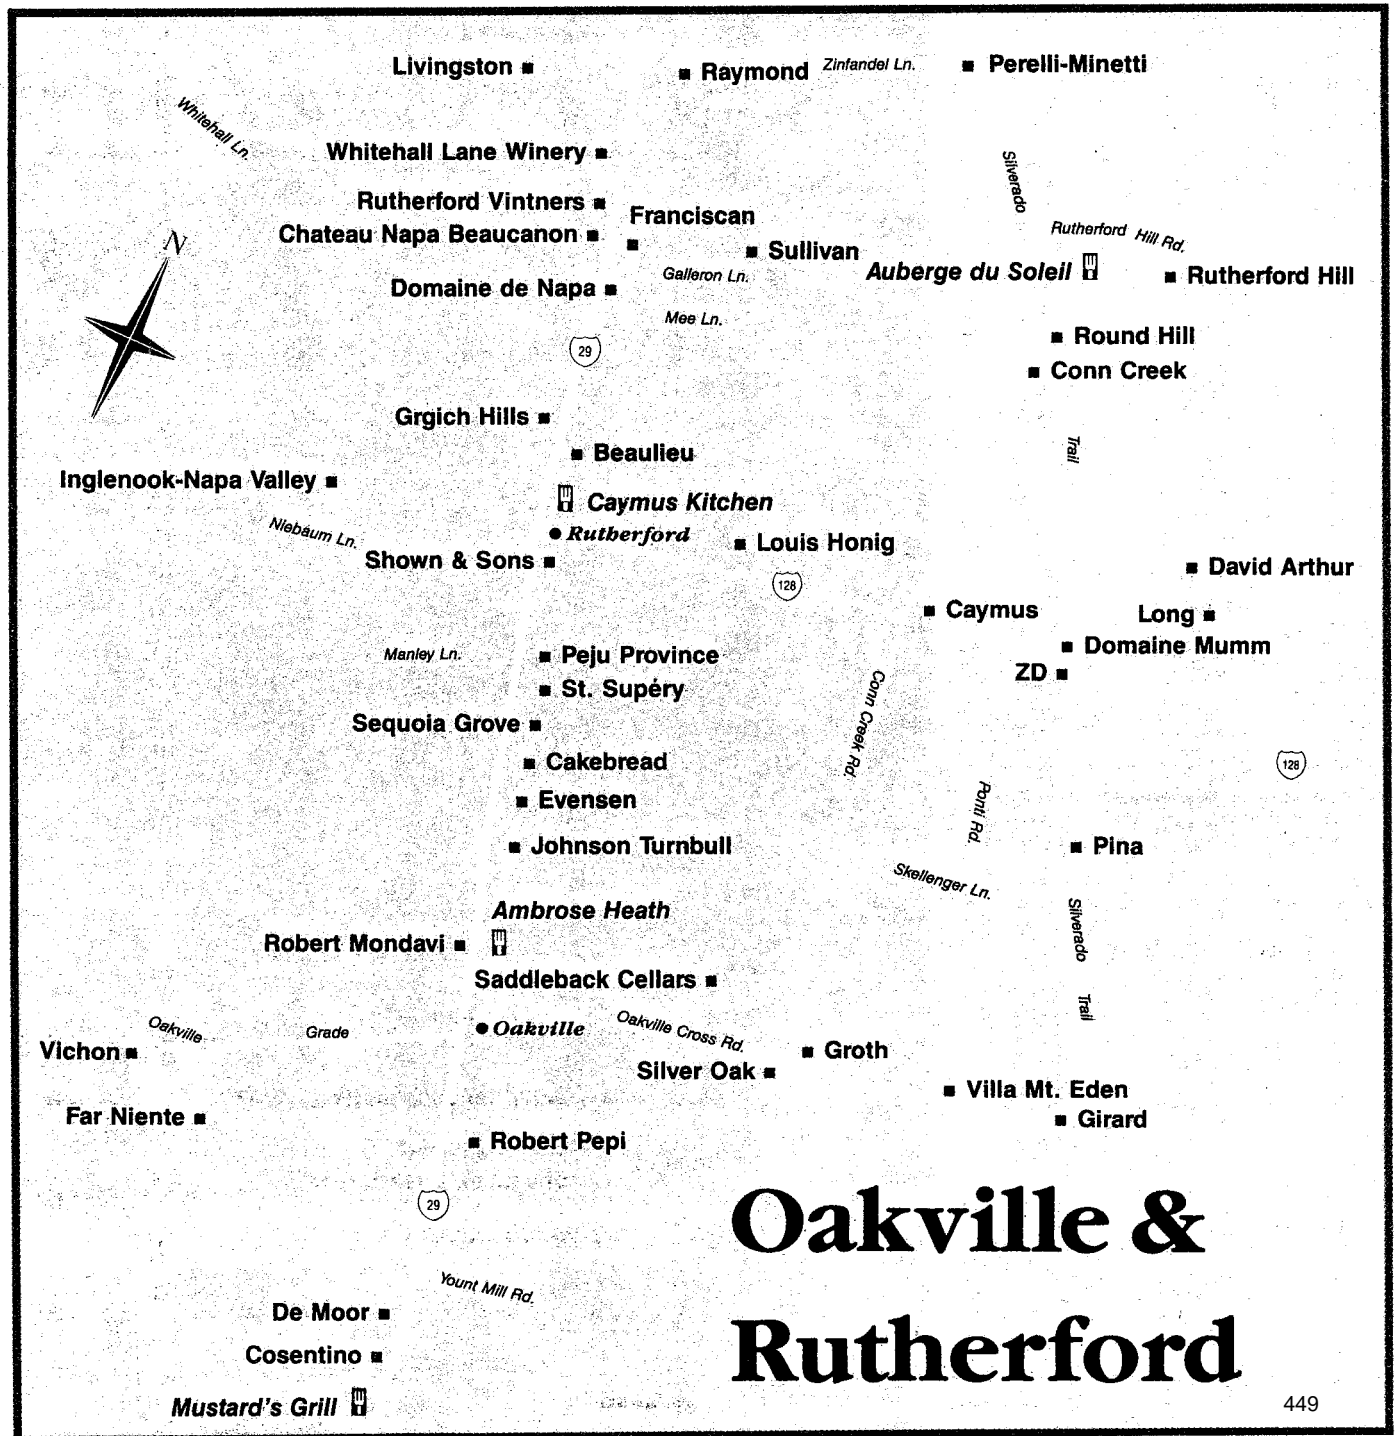 Livingston
Raymond
Zinfandel Ln.
Perelli-Minetti
Whitehall Ln.
Whitehall Lane Winery
Silverado
Rutherford Vintners
Franciscan
Rutherford Hill Rd.
Chateau Napa Beaucanon
Sullivan
N
Auberge du Soleil
Galleron Ln.
Rutherford Hill
Domaine de Napa
Mee Ln.
Round Hill
29
Conn Creek
Grgich Hills
Trail
Beaulieu
Inglenook-Napa Valley
Caymus Kitchen
Niebaum Ln.
Rutherford
Louis Honig
Shown & Sons
David Arthur
128
Caymus
Long
Domaine Mumm
Manley Ln.
Peju Province
ZD
St. Supéry
Conn Creek Rd.
Sequoia Grove
Cakebread
128
Evensen
Ponti Rd.
Johnson Turnbull
Pina
Skellenger Ln.
Ambrose Heath
Silverado
Robert Mondavi
Saddleback Cellars
Trail
Oakville Grade
Oakville
Oakville Cross Rd.
Vichon
Groth
Silver Oak
Villa Mt. Eden
Far Niente
Girard
Robert Pepi
29
Oakville &
Yount Mill Rd.
De Moor
Rutherford
Cosentino
Mustard's Grill
449